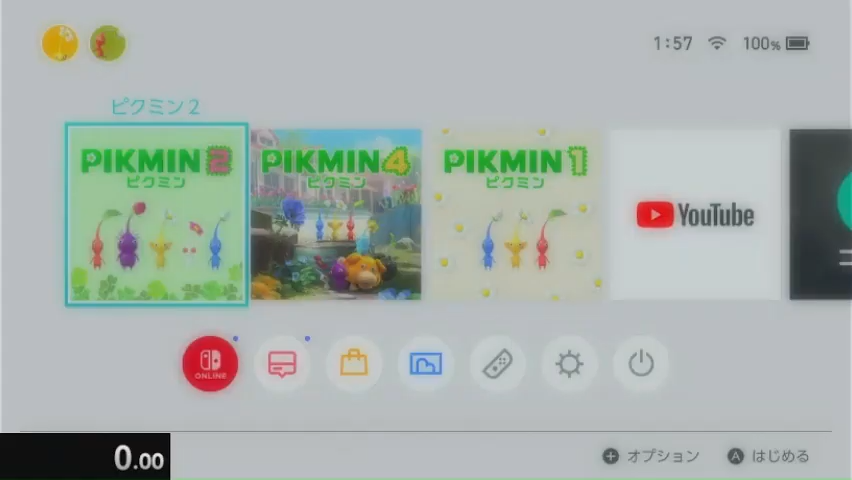 1:57 100%
ピクミン2
PIKMIN 2
ピクミン
PIKMIN 4
ピクミン
PIKMIN 1
ピクミン
YouTube
ONLINE
0.00
オプション
A はじめる